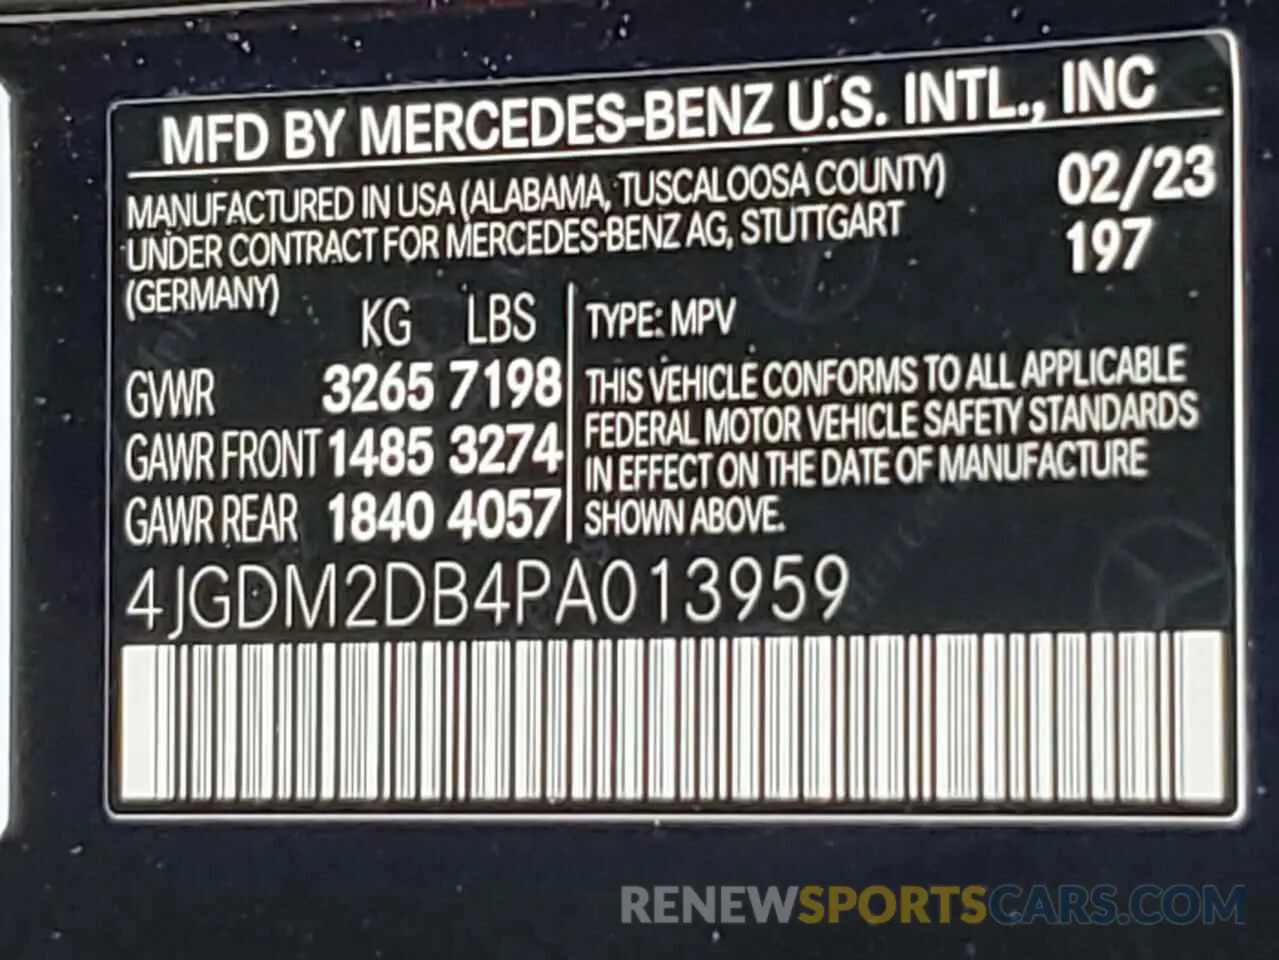 MFD BY MERCEDES-BENZ U.S. INTL., INC
MANUFACTURED IN USA (ALABAMA, TUSCALOOSA COUNTY) 02/23
UNDER CONTRACT FOR MERCEDES-BENZ AG, STUTTGART 197
(GERMANY)
KG LBS TYPE: MPV
GVWR 3265 7198 THIS VEHICLE CONFORMS TO ALL APPLICABLE
GAWR FRONT 1485 3274 FEDERAL MOTOR VEHICLE SAFETY STANDARDS
IN EFFECT ON THE DATE OF MANUFACTURE
GAWR REAR 1840 4057 SHOWN ABOVE.
4JGDM2DB4PA013959
RENEWSPORTSCARS.COM